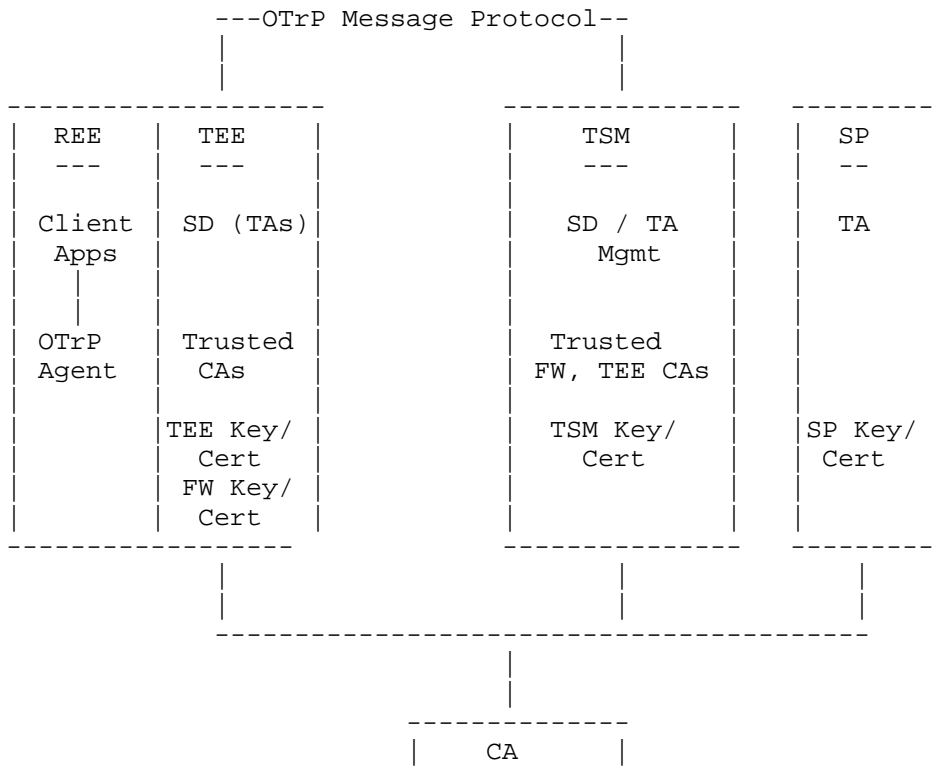 ---OTrP Message Protocol--
REE TEE TSM SP
--- --- --- --
Client SD (TAs) SD / TA TA
Apps Mgmt
OTrP Trusted Trusted
Agent CAs FW, TEE CAs
TEE Key/ TSM Key/ SP Key/
Cert Cert Cert
FW Key/
Cert
CA